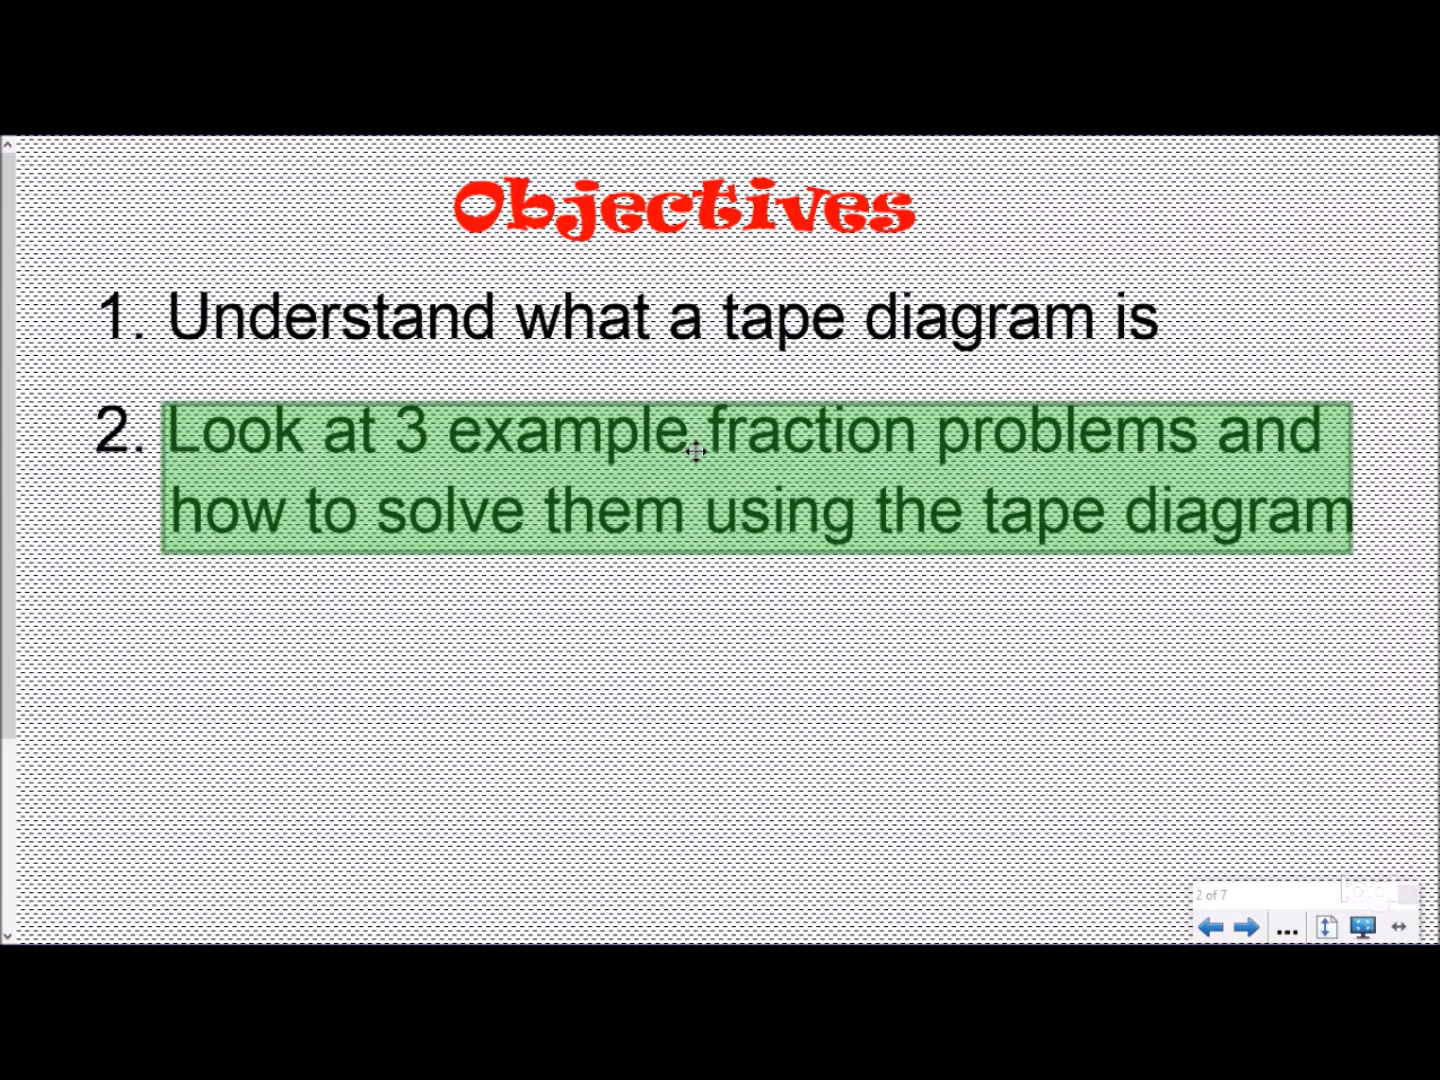 Objectives
1. Understand what a tape diagram is
2. Look at 3 example fraction problems and
how to solve them using the tape diagram
2 of 7